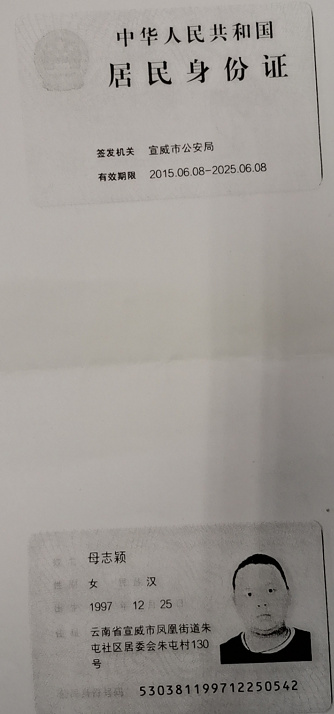 中华人民共和国
居民身份证
签发机关 宣威市公安局
有效期限 2015.06.08-2025.06.08
母志颖
女 汉
1997 12 25
云南省宣威市凤凰街道朱
屯社区居委会朱屯村130
号
530381199712250542